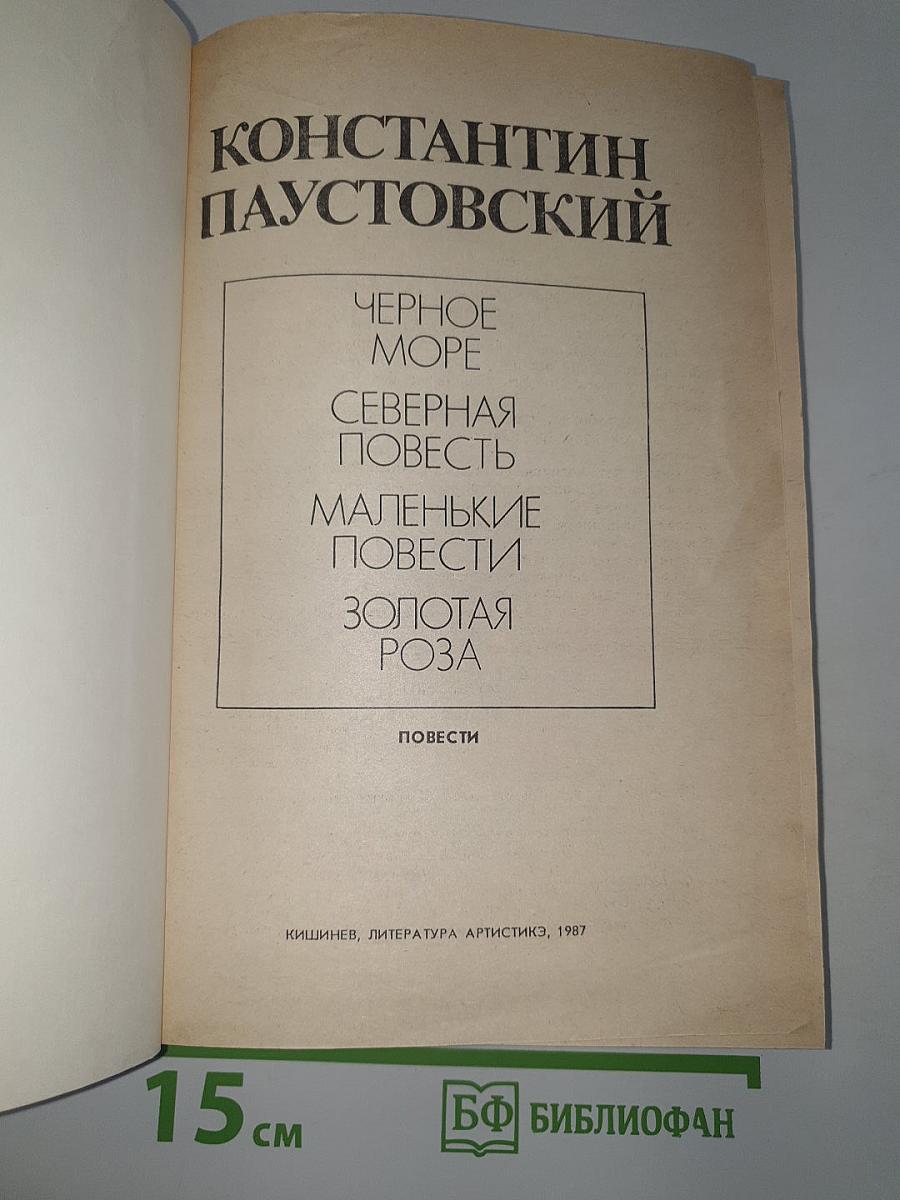 КОНСТАНТИН
ПАУСТОВСКИЙ
ЧЕРНОЕ
МОРЕ
СЕВЕРНАЯ
ПОВЕСТЬ
МАЛЕНЬКИЕ
ПОВЕСТИ
ЗОЛОТАЯ
РОЗА
ПОВЕСТИ
КИШИНЕВ, ЛИТЕРАТУРА АРТИСТИКЭ, 1987
15 см
БФ БИБЛИОФАН